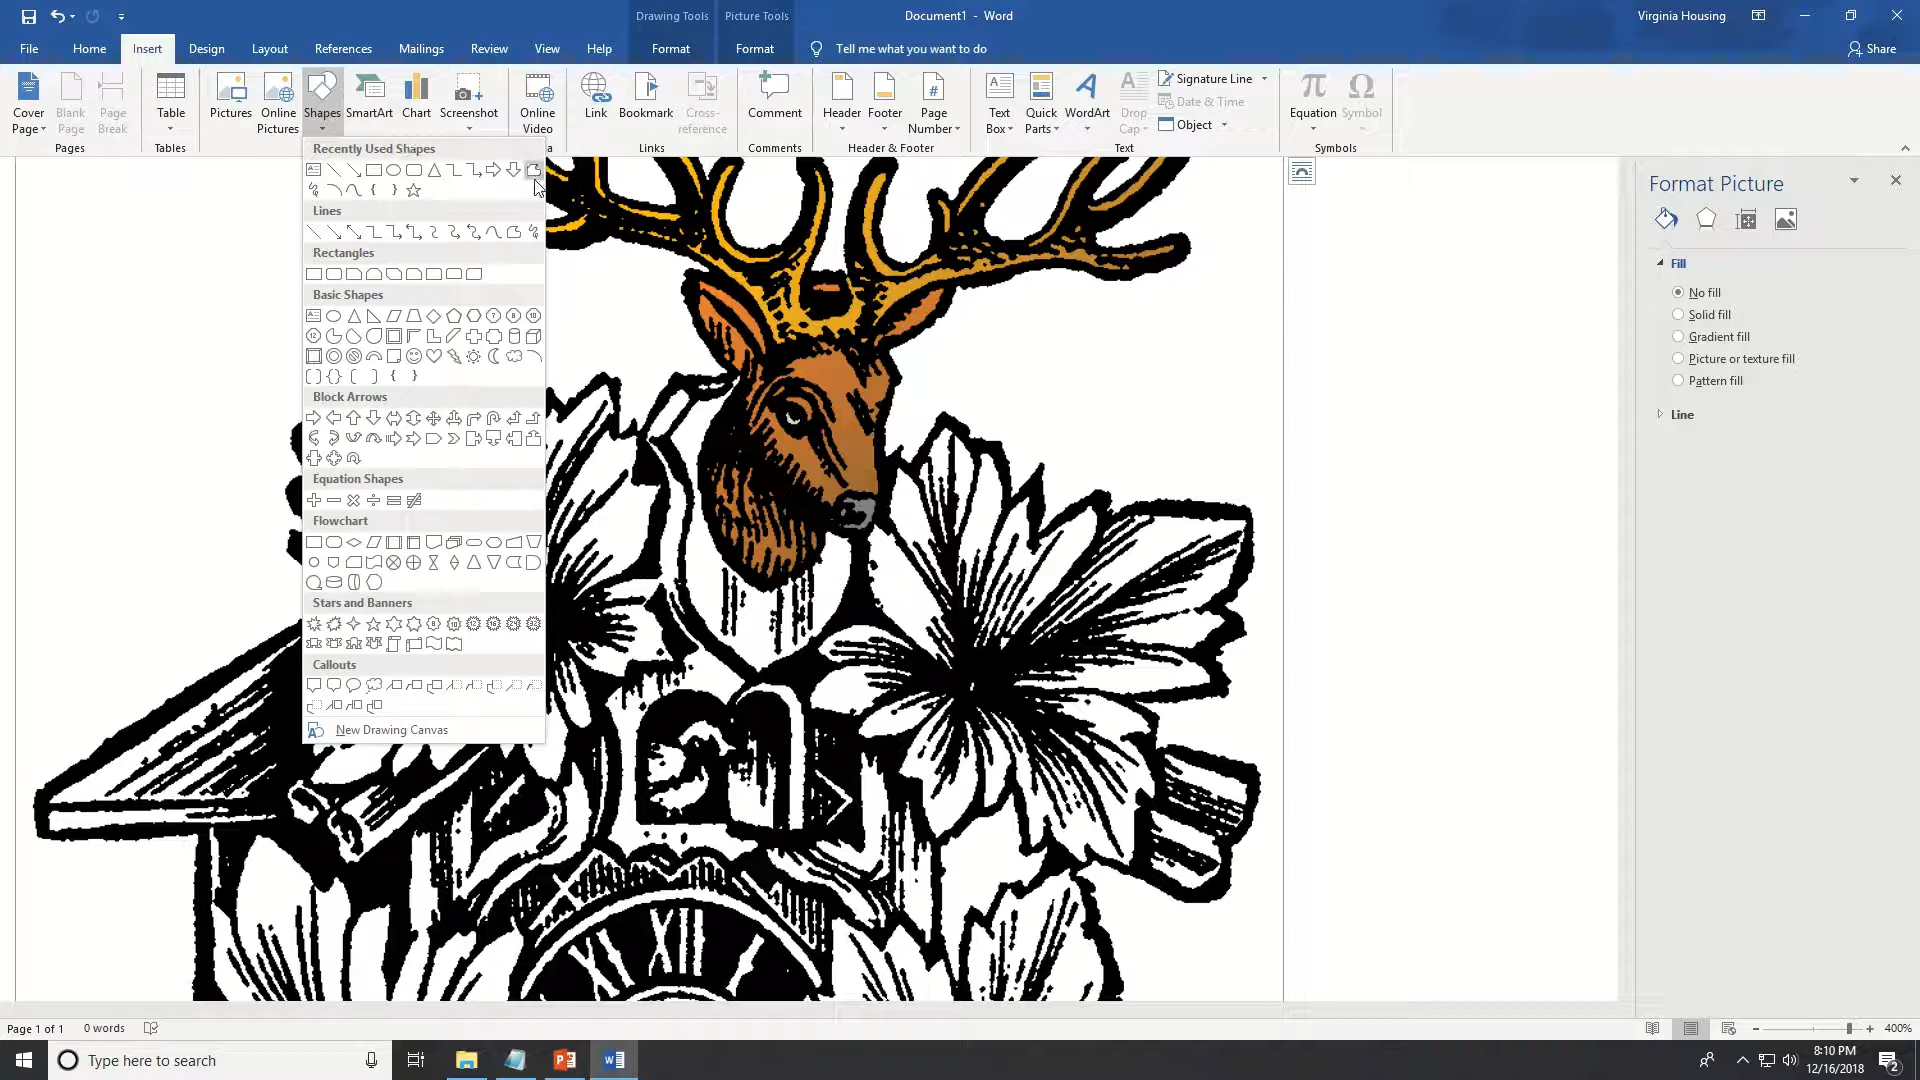 Drawing Tools Picture Tools Document1 - Word Virginia Housing
File Home Insert Design Layout References Mailings Review View Help Format Format Tell me what you want to do Share
Cover Page
Blank Page
Page Break
Pages
Table
Tables
Pictures
Online Pictures
Shapes
SmartArt
Chart
Screenshot
Online Video
Link
Bookmark
Cross-reference
Links
Comment
Comments
Header
Footer
Page Number
Header & Footer
Text Box
Quick Parts
WordArt
Drop Cap
Signature Line
Date & Time
Object
Text
Equation
Symbol
Symbols
Recently Used Shapes
Lines
Rectangles
Basic Shapes
Block Arrows
Equation Shapes
Flowchart
Stars and Banners
Callouts
New Drawing Canvas
XII
Format Picture
Fill
No fill
Solid fill
Gradient fill
Picture or texture fill
Pattern fill
Line
Page 1 of 1 0 words 400%
Type here to search
8:10 PM
12/16/2018
2